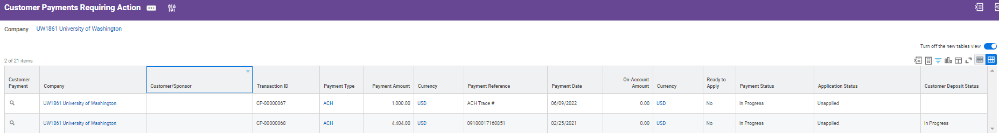 Customer Payments Requiring Action
Company UW1861 University of Washington
Turn off the new tables view
2 of 21 items
Customer Payment Company Customer/Sponsor Transaction ID Payment Type Payment Amount Currency Payment Reference Payment Date On-Account Amount Currency Ready to Apply Payment Status Application Status Customer Deposit Status
UW1861 University of Washington CP-00000067 ACH 1,000.00 USD ACH Trace # 06/09/2022 0.00 USD No In Progress Unapplied
UW1861 University of Washington CP-00000068 ACH 4,404.00 USD 09100017160851 02/25/2021 0.00 USD No In Progress Unapplied In Progress